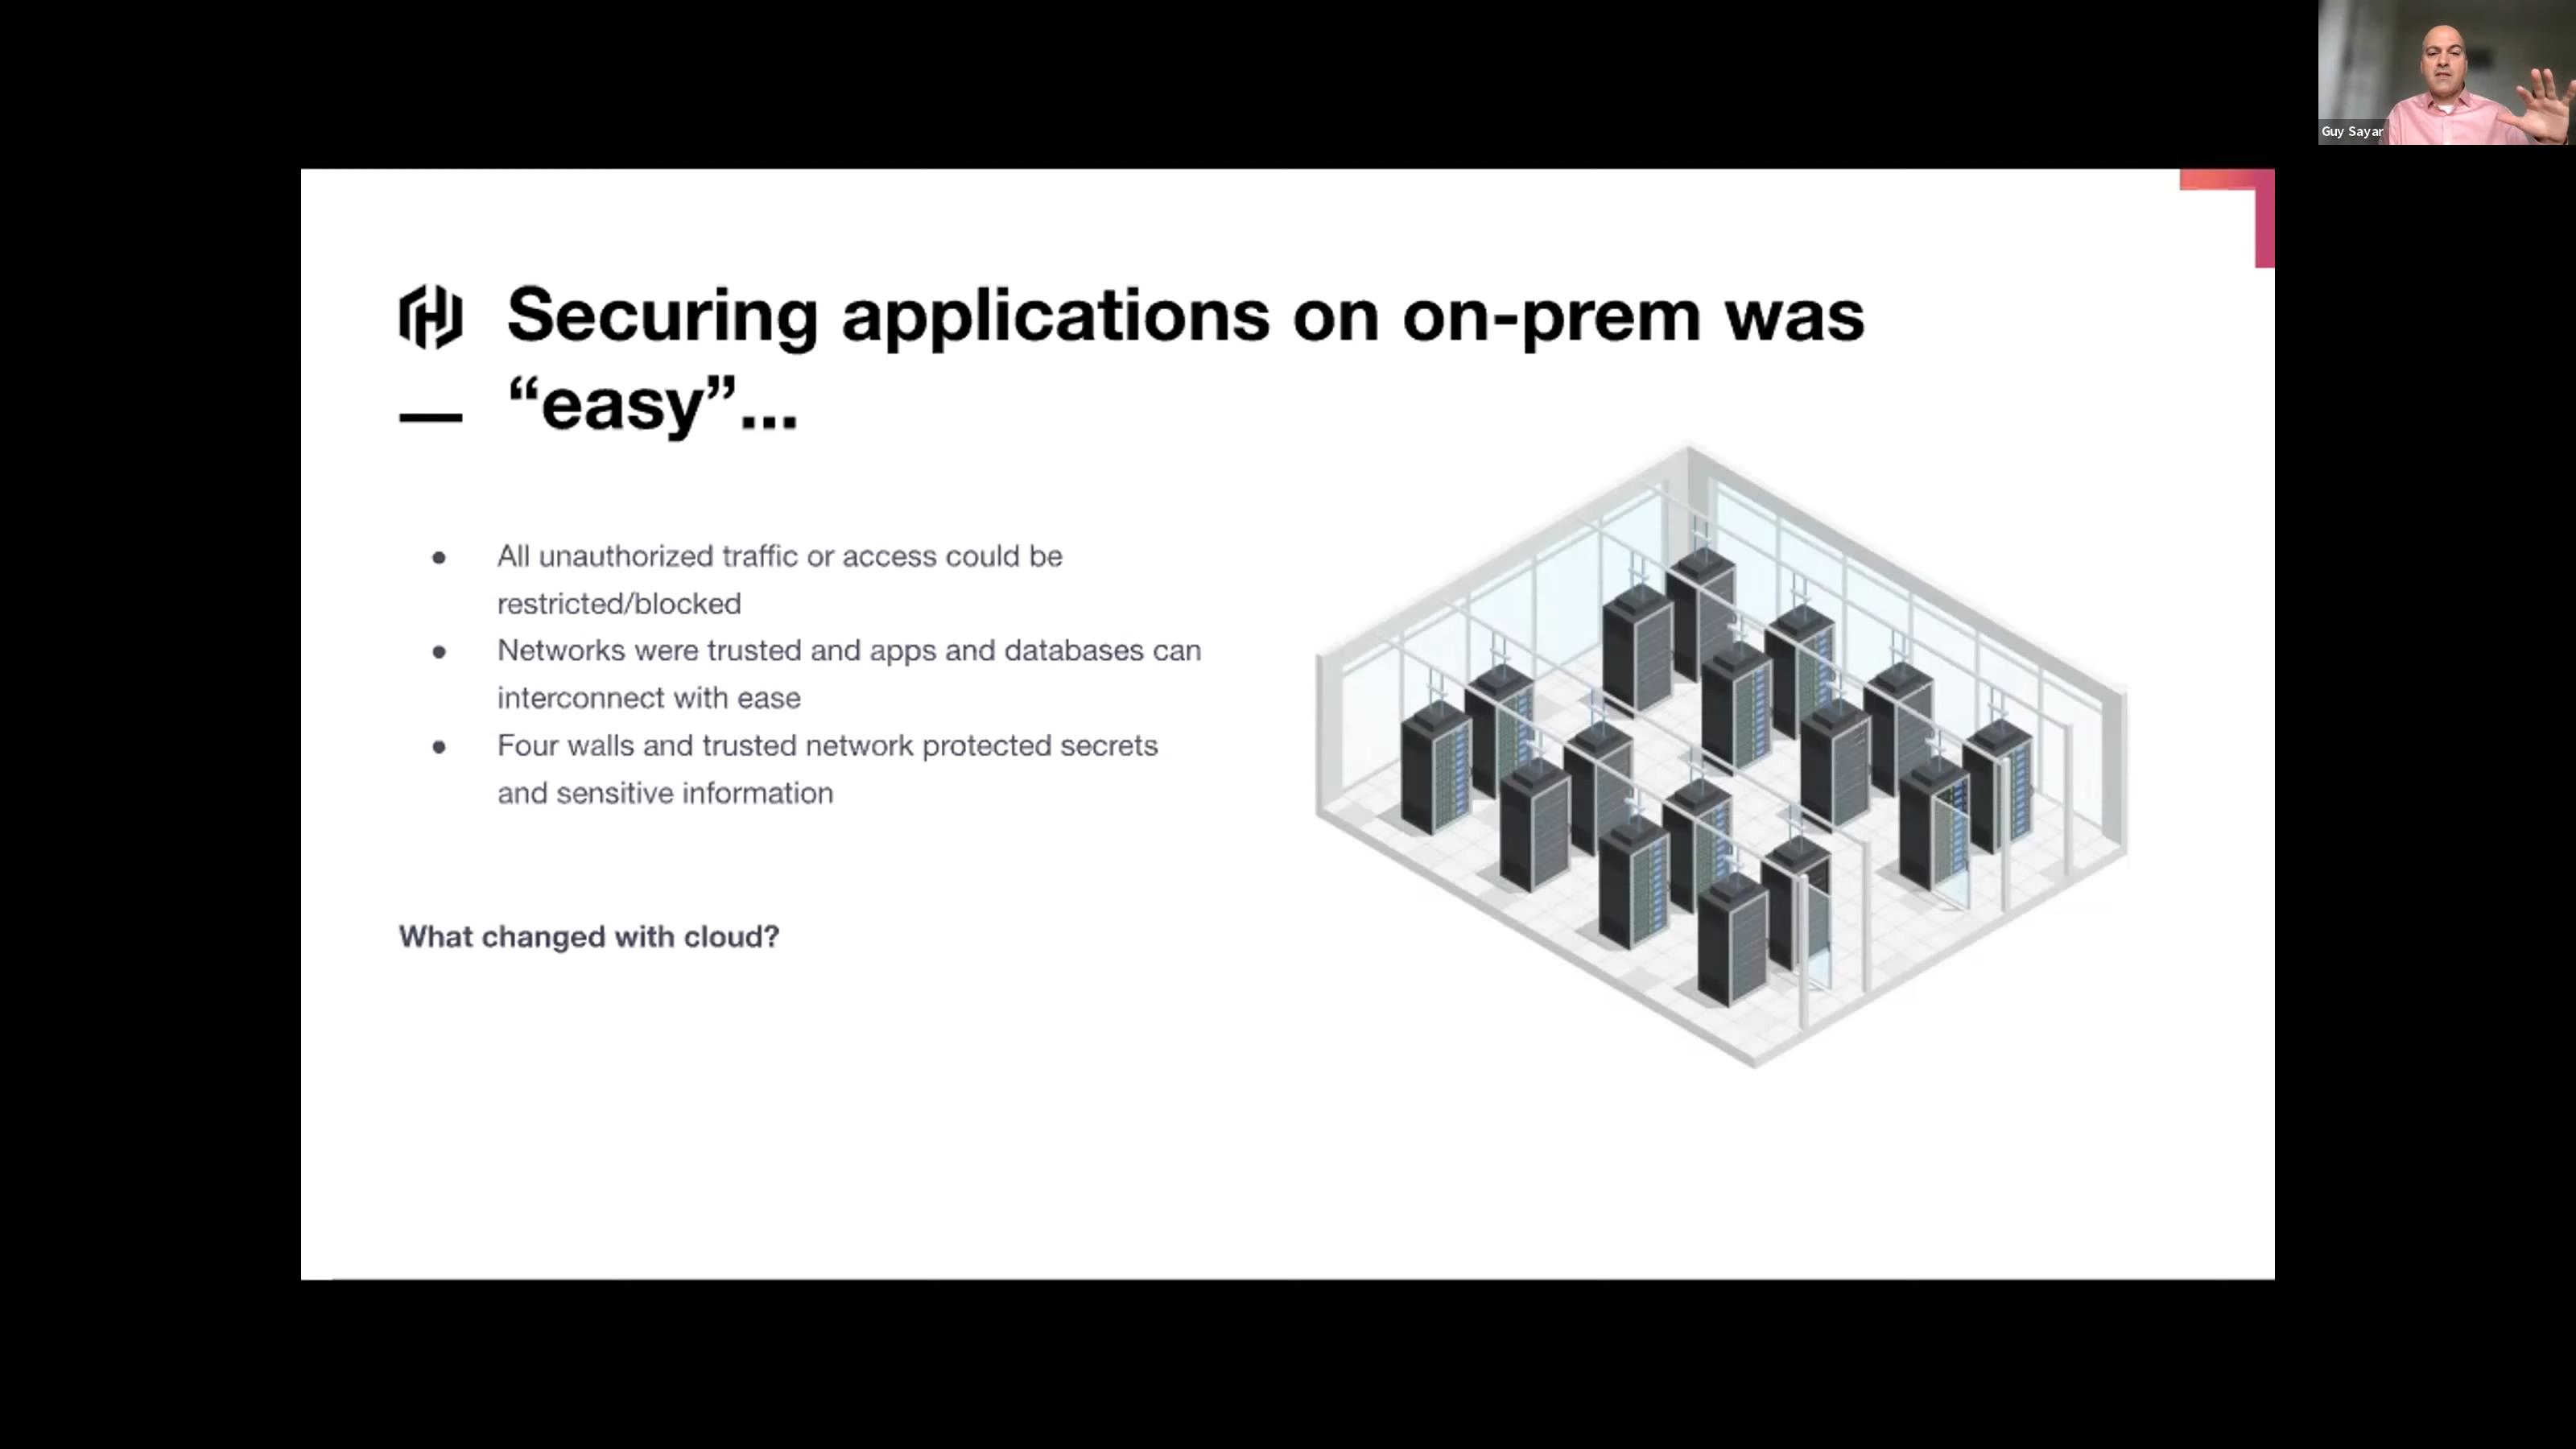 Guy Sayar
Securing applications on on-prem was
“easy”...
● All unauthorized traffic or access could be
restricted/blocked
● Networks were trusted and apps and databases can
interconnect with ease
● Four walls and trusted network protected secrets
and sensitive information
What changed with cloud?